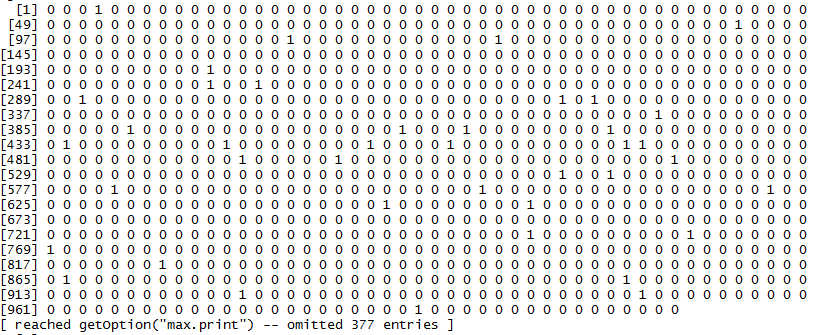 [1] 0 0 0 1 0 0 0 0 0 0 0 0 0 0 0 0 0 0 0 0 0 0 0 0 0 0 0 0 0 0 0 0 0 0 0 0 0 0 0 0 0 0 0 0 0 0 0 0
[49] 0 0 0 0 0 0 0 0 0 0 0 0 0 0 0 0 0 0 0 0 0 0 0 0 0 0 0 0 0 0 0 0 0 0 0 0 0 0 0 0 0 0 0 1 0 0 0 0
[97] 0 0 0 0 0 0 0 0 0 0 0 0 0 0 0 1 0 0 0 0 0 0 0 0 0 0 0 0 1 0 0 0 0 0 0 0 0 0 0 0 0 0 0 0 0 0 0 0
[145] 0 0 0 0 0 0 0 0 0 0 0 0 0 0 0 0 0 0 0 0 0 0 0 0 0 0 0 0 0 0 0 0 0 0 0 0 0 0 0 0 0 0 0 0 0 0 0 0
[193] 0 0 0 0 0 0 0 0 0 0 1 0 0 0 0 0 0 0 0 0 0 0 0 0 0 0 0 0 0 0 0 0 0 0 0 0 0 0 0 0 0 0 0 0 0 0 0 0
[241] 0 0 0 0 0 0 0 0 0 0 1 0 0 1 0 0 0 0 0 0 0 0 0 0 0 0 0 0 0 0 0 0 0 0 0 0 0 0 0 0 0 0 0 0 0 0 0 0
[289] 0 0 1 0 0 0 0 0 0 0 0 0 0 0 0 0 0 0 0 0 0 0 0 0 0 0 0 0 0 0 0 0 1 0 1 0 0 0 0 0 0 0 0 0 0 0 0 0
[337] 0 0 0 0 0 0 0 0 0 0 0 0 0 0 0 0 0 0 0 0 0 0 0 0 0 0 0 0 0 0 0 0 0 0 0 0 0 0 1 0 0 0 0 0 0 0 0 0
[385] 0 0 0 0 0 1 0 0 0 0 0 0 0 0 0 0 0 0 0 0 0 0 1 0 0 0 1 0 0 0 0 0 0 0 0 1 0 0 0 0 0 0 0 0 0 0 0 0
[433] 0 1 0 0 0 0 0 0 0 0 0 1 0 0 0 0 0 0 0 0 1 0 0 0 0 1 0 0 0 0 0 0 0 0 0 0 1 1 0 0 0 0 0 0 0 0 0 0
[481] 0 0 0 0 0 0 0 0 0 0 0 0 1 0 0 0 0 0 1 0 0 0 0 0 0 0 0 0 0 0 0 0 0 0 0 0 0 0 0 1 0 0 0 0 0 0 0 0
[529] 0 0 0 0 0 0 0 0 0 0 0 0 0 0 0 0 0 0 0 0 0 0 0 0 0 0 0 0 0 0 0 0 1 0 0 1 0 0 0 0 0 0 0 0 0 0 0 0
[577] 0 0 0 0 1 0 0 0 0 0 0 0 0 0 0 0 0 0 0 0 0 0 0 0 0 0 0 1 0 0 0 0 0 0 0 0 0 0 0 0 0 0 0 0 0 1 0 0
[625] 0 0 0 0 0 0 0 0 0 0 0 0 0 0 0 0 0 0 0 0 0 1 0 0 0 0 0 0 0 0 1 0 0 0 0 0 0 0 0 0 0 0 0 0 0 0 0 0
[673] 0 0 0 0 0 0 0 0 0 0 0 0 0 0 0 0 0 0 0 0 0 0 0 0 0 0 0 0 0 0 0 0 0 0 0 0 0 0 0 0 0 0 0 0 0 0 0 0
[721] 0 0 0 0 0 0 0 0 0 0 0 0 0 0 0 0 0 0 0 0 0 0 0 0 0 0 0 0 0 0 1 0 0 0 0 0 0 0 0 0 1 0 0 0 0 0 0 0
[769] 1 0 0 0 0 0 0 0 0 0 0 0 0 0 0 0 0 0 0 0 0 0 0 0 0 0 0 0 0 0 0 0 0 0 0 0 0 0 0 0 0 0 0 0 0 0 0 0
[817] 0 0 0 0 0 0 0 1 0 0 0 0 0 0 0 0 0 0 0 0 0 0 0 0 0 0 0 0 0 0 0 0 0 0 0 0 0 0 0 0 0 0 0 0 0 0 0 0
[865] 0 1 0 0 0 0 0 0 0 0 0 0 0 0 0 0 0 0 0 0 0 0 0 0 0 0 0 0 0 0 0 0 0 0 0 0 1 0 0 0 0 0 0 0 0 0 0 0
[913] 0 0 0 0 0 0 0 0 0 0 0 0 1 0 0 0 0 0 0 0 0 0 0 0 0 0 0 0 0 0 0 0 0 0 0 0 0 1 0 0 0 0 0 0 0 0 0 0
[961] 0 0 0 0 0 0 0 0 0 0 0 0 0 0 0 0 0 0 0 0 0 0 0 1 0 0 0 0 0 0 0 0 0 0 0 0 0 0 0 0
[ reached getOption("max.print") -- omitted 377 entries ]